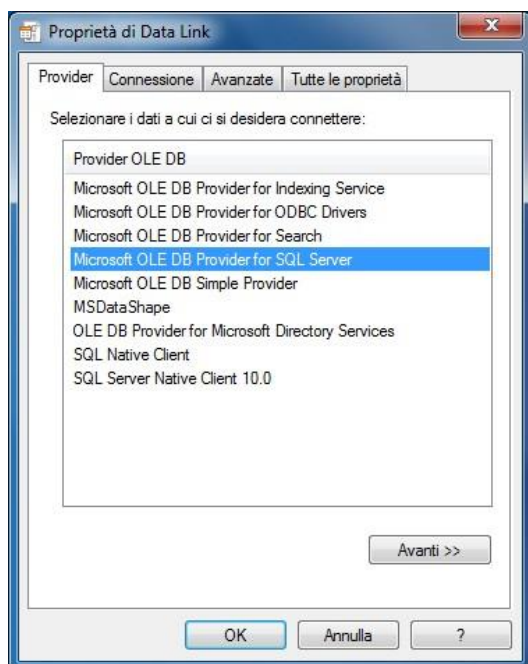 Proprietà di Data Link
Provider Connessione Avanzate Tutte le proprietà
Selezionare i dati a cui ci si desidera connettere:
Provider OLE DB
Microsoft OLE DB Provider for Indexing Service
Microsoft OLE DB Provider for ODBC Drivers
Microsoft OLE DB Provider for Search
Microsoft OLE DB Provider for SQL Server
Microsoft OLE DB Simple Provider
MSDataShape
OLE DB Provider for Microsoft Directory Services
SQL Native Client
SQL Server Native Client 10.0
Avanti >>
OK Annulla ?